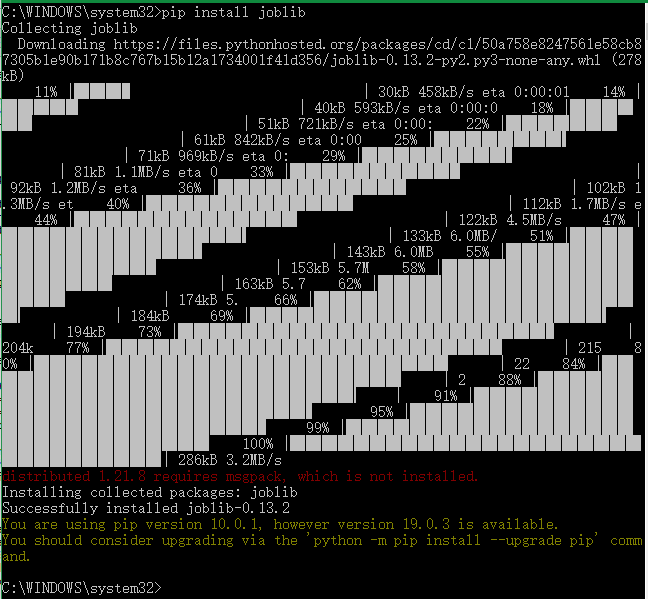 C:\WINDOWS\system32>pip install joblib
Collecting joblib
  Downloading https://files.pythonhosted.org/packages/cd/c1/50a758e8247561e58cb8
7305b1e90b171b8c767b15b12a1734001f41d356/joblib-0.13.2-py2.py3-none-any.whl (278
kB)
11% | | 30kB 458kB/s eta 0:00:01 14% |
| 40kB 593kB/s eta 0:00:0 18% |
| 51kB 721kB/s eta 0:00: 22% |
| 61kB 842kB/s eta 0:00 25% |
| 71kB 969kB/s eta 0: 29% |
| 81kB 1.1MB/s eta 0 33% | |
92kB 1.2MB/s eta 36% | | 102kB 1
.3MB/s et 40% | | 112kB 1.7MB/s e
44% | | 122kB 4.5MB/s 47% |
| 133kB 6.0MB/ 51% |
| 143kB 6.0MB 55% |
| 153kB 5.7M 58% |
| 163kB 5.7 62% |
| 174kB 5. 66% |
| 184kB 69% |
| 194kB 73% | |
204k 77% | | 215 8
0% | | 22 84% |
| 2 88% |
| 91% |
95% |
99% |
100% |
| 286kB 3.2MB/s
distributed 1.21.8 requires msgpack, which is not installed.
Installing collected packages: joblib
Successfully installed joblib-0.13.2
You are using pip version 10.0.1, however version 19.0.3 is available.
You should consider upgrading via the 'python -m pip install --upgrade pip' comm
and.
C:\WINDOWS\system32>